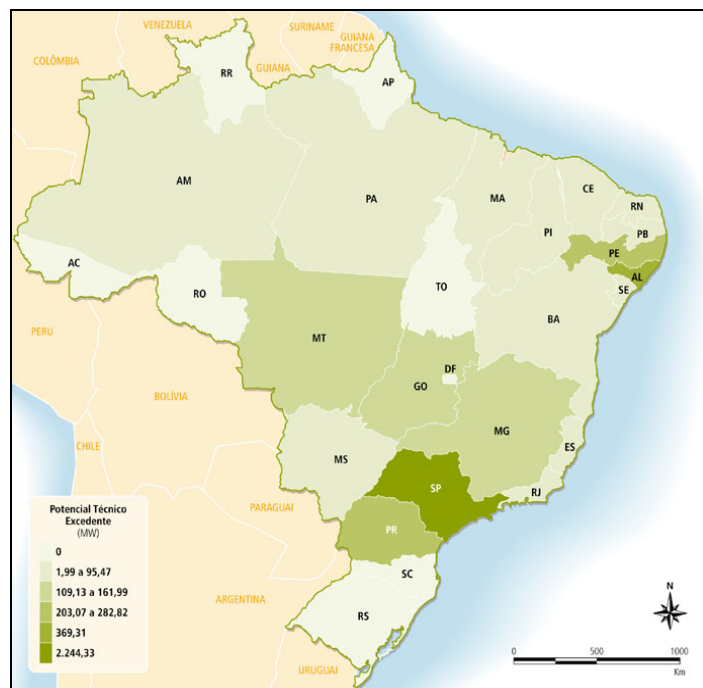 VENEZUELA
SURINAME
GUIANA
FRANCESA
COLÔMBIA
GUIANA
RR
AP
AM
PA
MA
CE
RN
PB
PI
PE
AL
SE
AC
RO
TO
BA
MT
PERU
DF
GO
BOLÍVIA
MG
ES
MS
SP
RJ
CHILE
PARAGUAI
PR
SC
ARGENTINA
RS
URUGUAI
Potencial Técnico
Excedente
(MW)
0
1,99 a 95,47
109,13 a 161,99
203,07 a 282,82
369,31
2.244,33
N
0 500 1000
Km